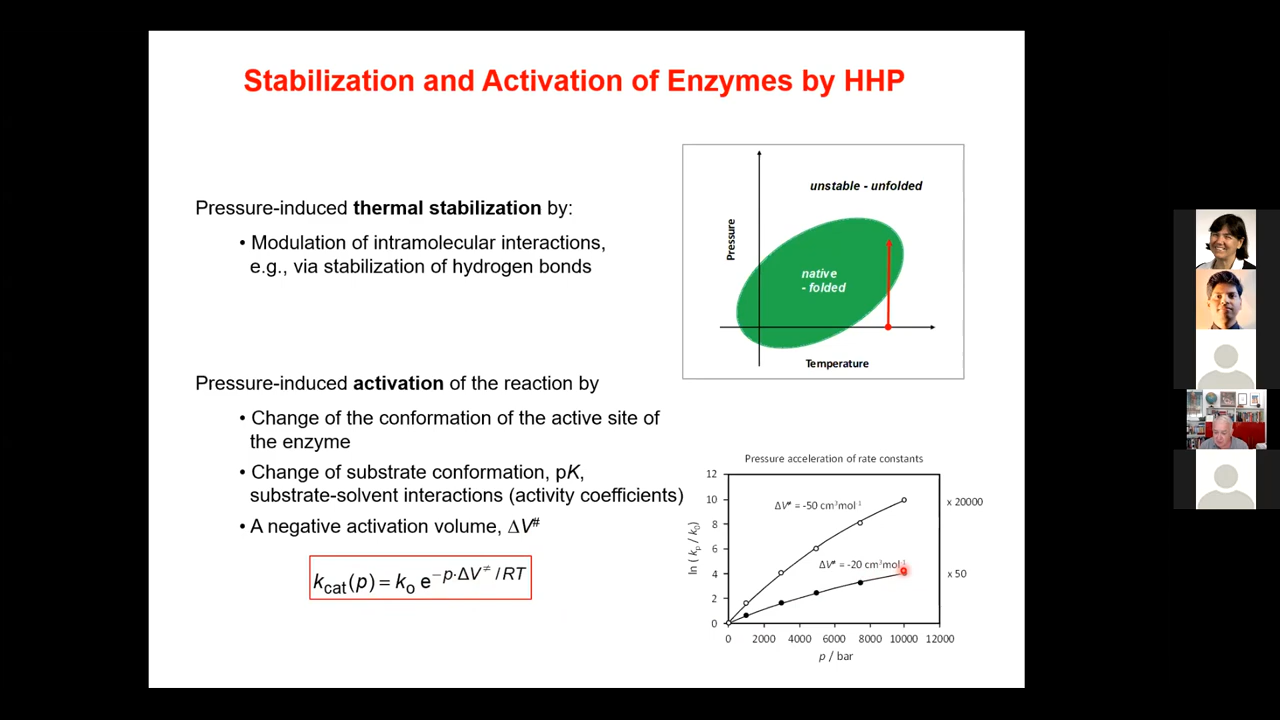 Stabilization and Activation of Enzymes by HHP
Pressure-induced thermal stabilization by:
• Modulation of intramolecular interactions,
e.g., via stabilization of hydrogen bonds
unstable - unfolded
Pressure
native
- folded
Temperature
Pressure-induced activation of the reaction by
• Change of the conformation of the active site of
the enzyme
• Change of substrate conformation, pK,
substrate-solvent interactions (activity coefficients)
• A negative activation volume, ΔV#
kcat(p) = ko e−p·ΔV≠/RT
Pressure acceleration of rate constants
12
10
8
6
4
2
0
ln ( kp / k0)
ΔV# = -50 cm3mol-1
ΔV# = -20 cm3mol-1
x 20000
x 50
0 2000 4000 6000 8000 10000 12000
p / bar